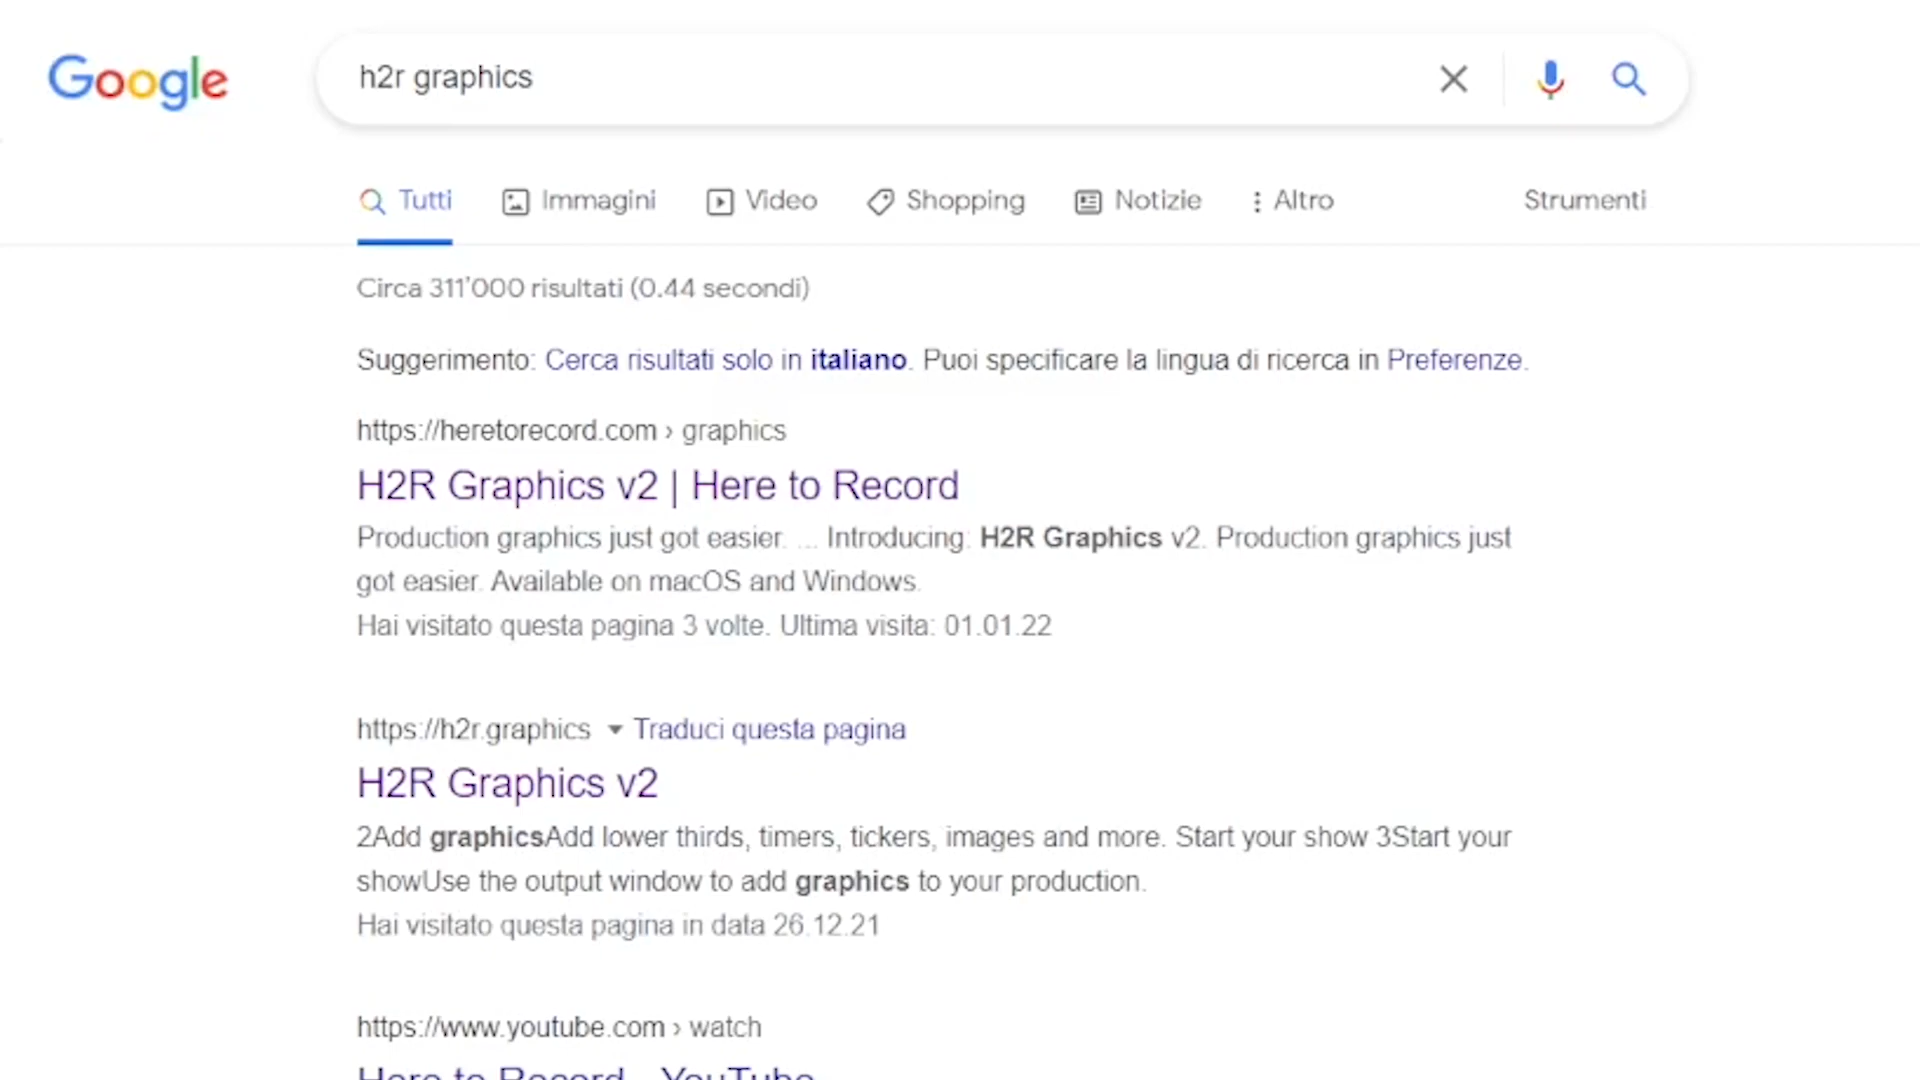 Google
h2r graphics
Tutti Immagini Video Shopping Notizie Altro Strumenti
Circa 311'000 risultati (0.44 secondi)
Suggerimento: Cerca risultati solo in italiano. Puoi specificare la lingua di ricerca in Preferenze.
https://heretorecord.com › graphics
H2R Graphics v2 | Here to Record
Production graphics just got easier. ... Introducing: H2R Graphics v2. Production graphics just
got easier. Available on macOS and Windows.
Hai visitato questa pagina 3 volte. Ultima visita: 01.01.22
https://h2r.graphics Traduci questa pagina
H2R Graphics v2
2Add graphicsAdd lower thirds, timers, tickers, images and more. Start your show 3Start your
showUse the output window to add graphics to your production.
Hai visitato questa pagina in data 26.12.21
https://www.youtube.com › watch
Here to Record - YouTube